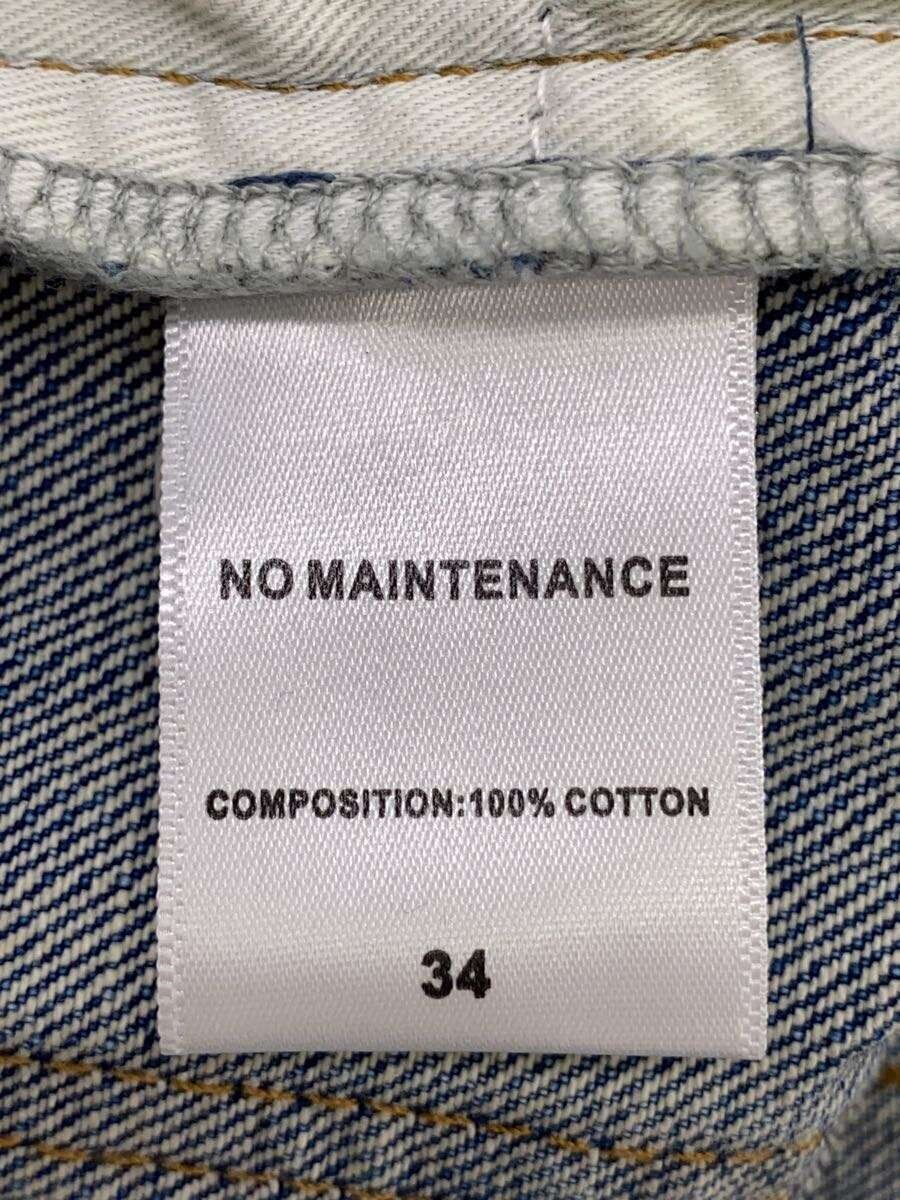 NO MAINTENANCE
COMPOSITION:100% COTTON
34